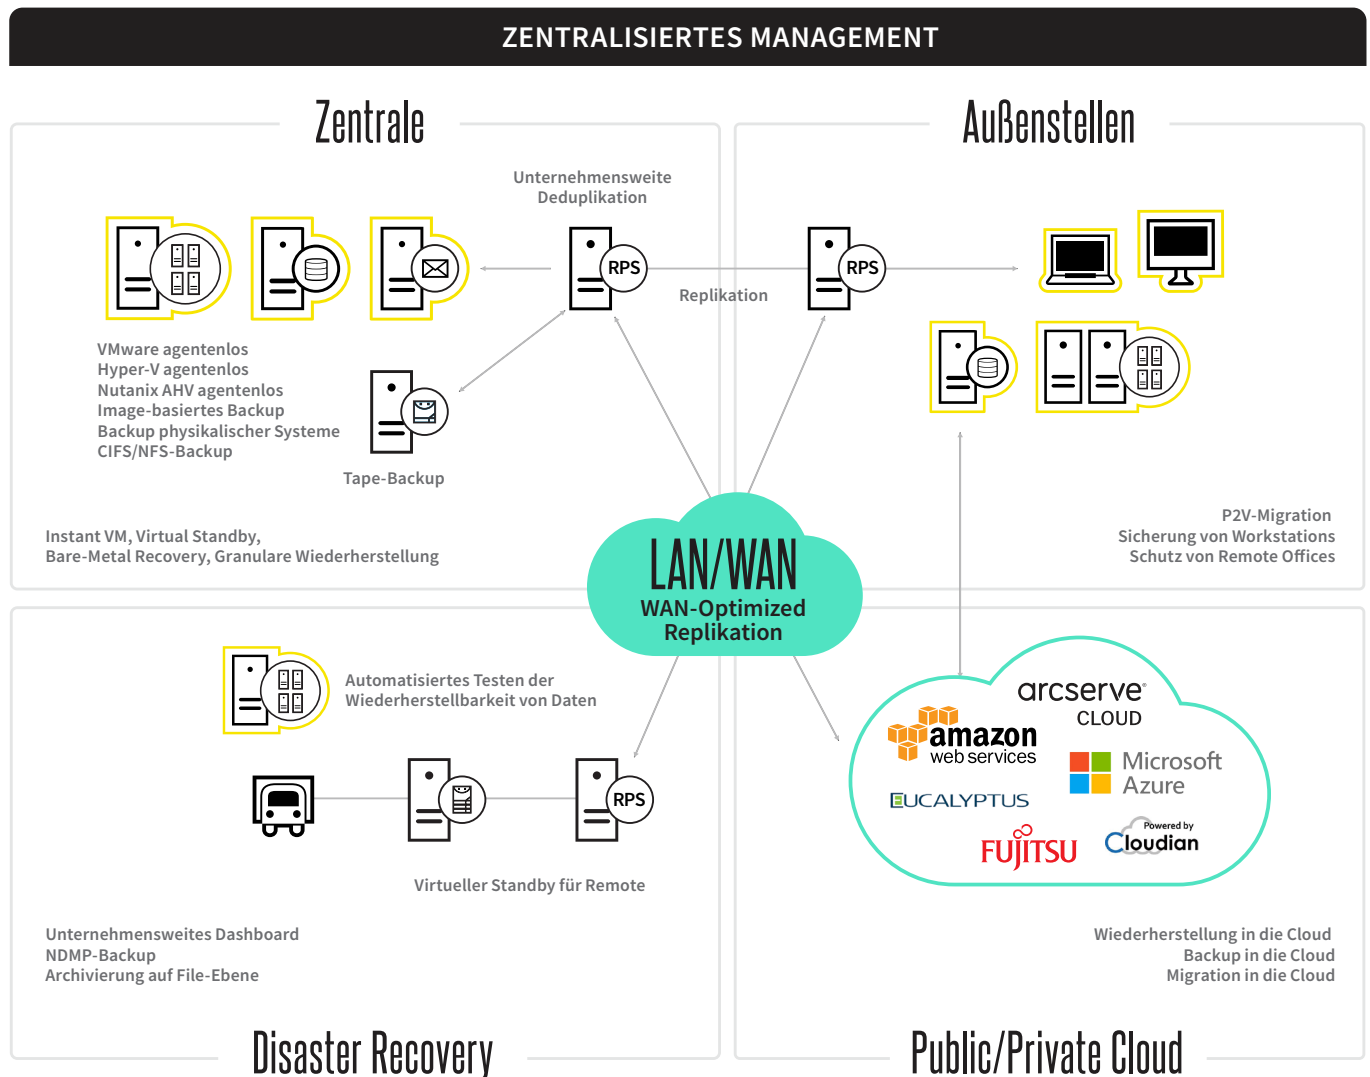 ZENTRALISIERTES MANAGEMENT
Zentrale
Unternehmensweite
Deduplikation
RPS
Replikation
VMware agentenlos
Hyper-V agentenlos
Nutanix AHV agentenlos
Image-basiertes Backup
Backup physikalischer Systeme
CIFS/NFS-Backup
Tape-Backup
Instant VM, Virtual Standby,
Bare-Metal Recovery, Granulare Wiederherstellung
Außenstellen
RPS
P2V-Migration
Sicherung von Workstations
Schutz von Remote Offices
LAN/WAN
WAN-Optimized
Replikation
Automatisiertes Testen der
Wiederherstellbarkeit von Daten
RPS
Virtueller Standby für Remote
Unternehmensweites Dashboard
NDMP-Backup
Archivierung auf File-Ebene
Disaster Recovery
arcserve®
CLOUD
amazon
web services
Microsoft
Azure
EUCALYPTUS
FUJITSU
Powered by
Cloudian
Wiederherstellung in die Cloud
Backup in die Cloud
Migration in die Cloud
Public/Private Cloud